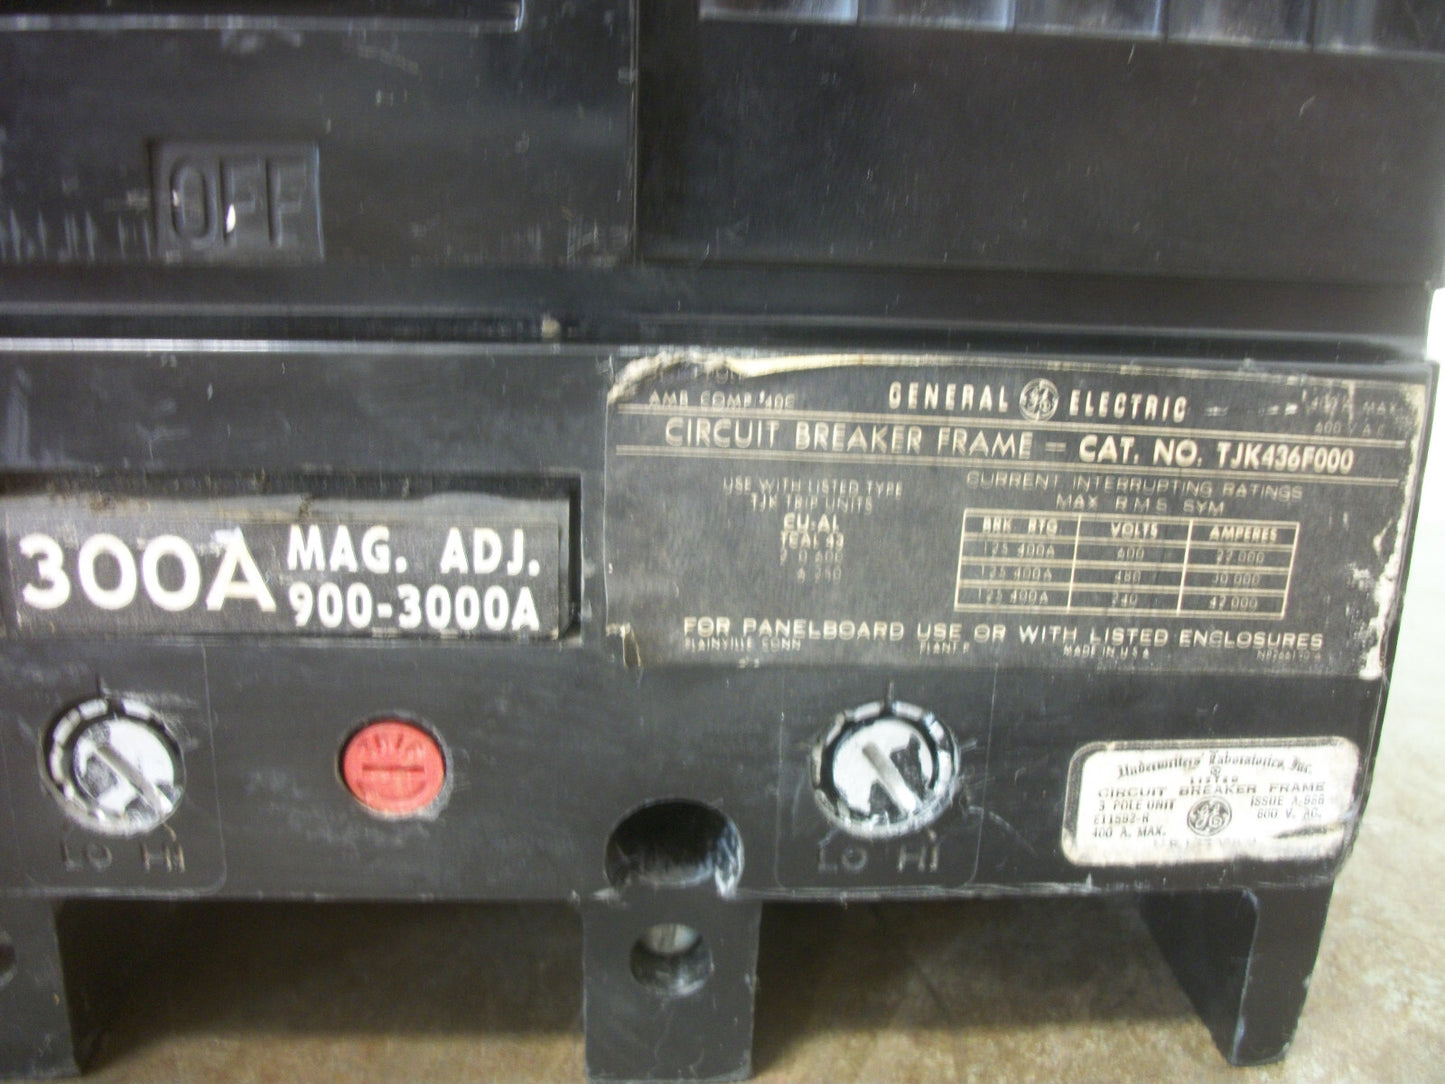 OFF
AMB COMP 40C
GENERAL GE ELECTRIC
600 V A C
CIRCUIT BREAKER FRAME = CAT. NO. TJK436F000
USE WITH LISTED TYPE
TJK TRIP UNITS
CU-AL
CURRENT INTERRUPTING RATINGS
MAX R M S SYM
BRK RTG VOLTS AMPERES
125 400A 600 22 000
125 400A 480 30 000
125 400A 240 42 000
FOR PANELBOARD USE OR WITH LISTED ENCLOSURES
PLAINVILLE CONN PLANT P MADE IN U S A
300A
MAG. ADJ.
900-3000A
LO HI
LO HI
Underwriters' Laboratories, Inc.
LISTED
CIRCUIT BREAKER FRAME
3 POLE UNIT
400 A. MAX.
GE
600 V. AC.